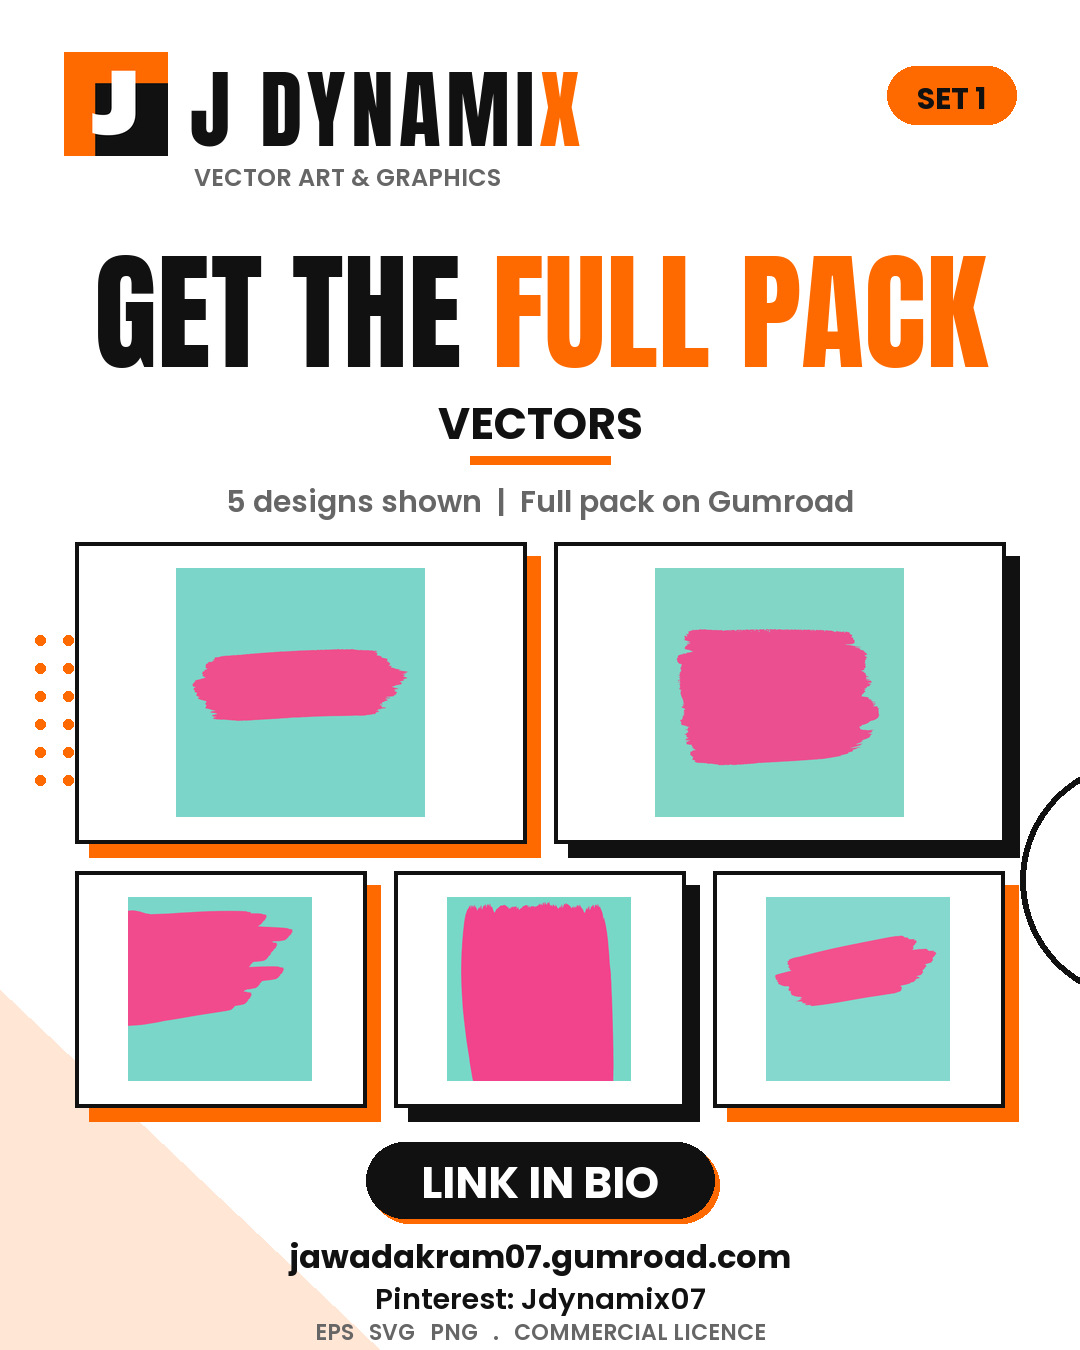 J
J DYNAMIX
VECTOR ART & GRAPHICS
SET 1
GET THE FULL PACK
VECTORS
5 designs shown | Full pack on Gumroad
LINK IN BIO
jawadakram07.gumroad.com
Pinterest: Jdynamix07
EPS SVG PNG . COMMERCIAL LICENCE